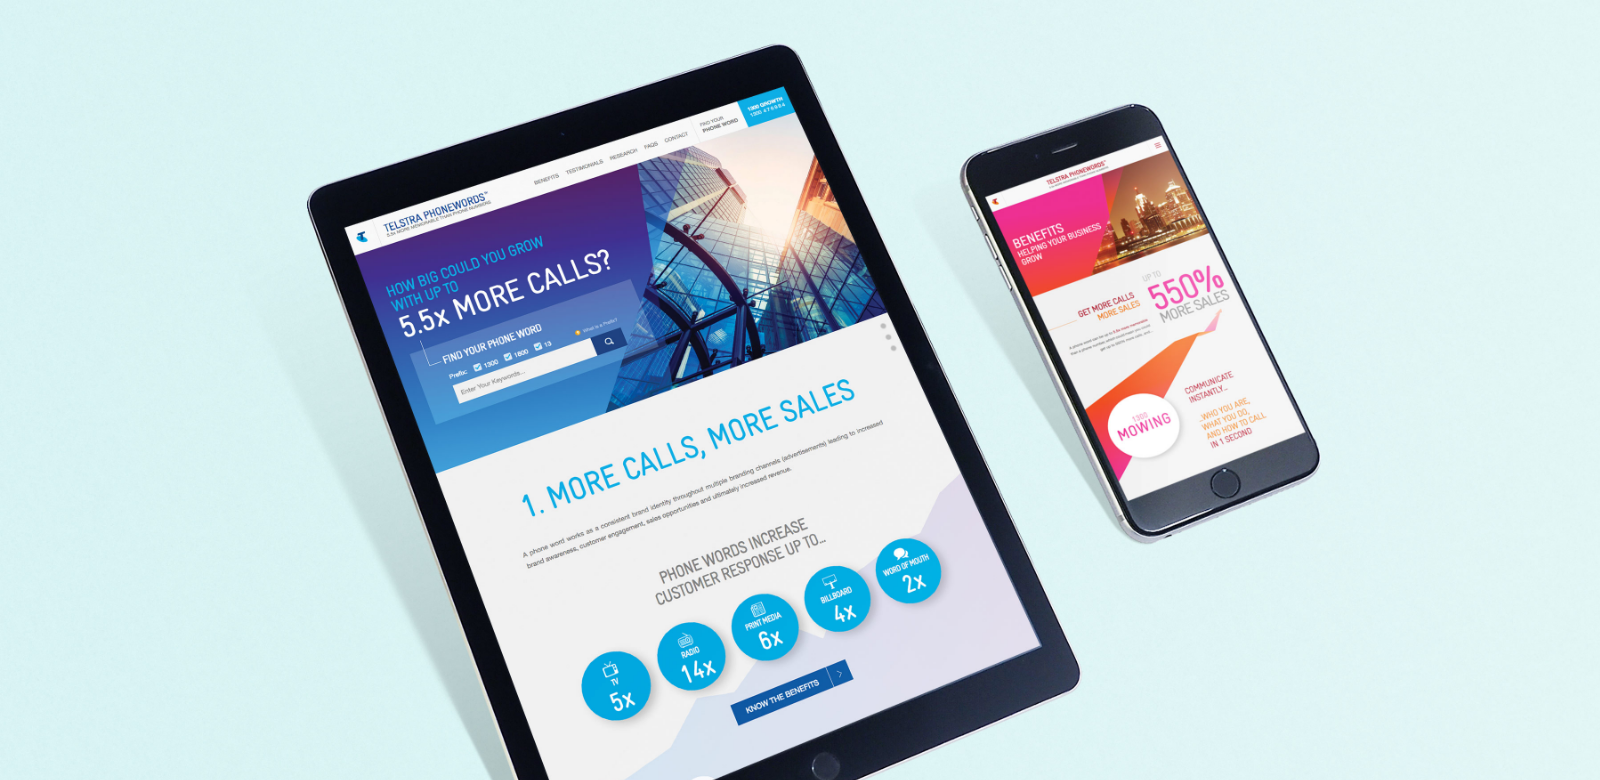 TELSTRA PHONEWORDS™
5.5x MORE MEMORABLE THAN PHONE NUMBERS
BENEFITS TESTIMONIALS RESEARCH FAQS CONTACT
FIND YOUR
PHONE WORD
1300 GROWTH
1300 476984
HOW BIG COULD YOU GROW
WITH UP TO
5.5x MORE CALLS?
FIND YOUR PHONE WORD
What is a Prefix?
Prefix: 1300 1800 13
Enter Your Keywords...
1. MORE CALLS, MORE SALES
A phone word works as a consistent brand identity throughout multiple branding channels (advertisements) leading to increased
brand awareness, customer engagement, sales opportunities and ultimately increased revenue.
PHONE WORDS INCREASE
CUSTOMER RESPONSE UP TO...
TV
5x
RADIO
14x
PRINT MEDIA
6x
BILLBOARD
4x
WORD OF MOUTH
2x
KNOW THE BENEFITS
TELSTRA PHONEWORDS™
BENEFITS
HELPING YOUR BUSINESS
GROW
UP TO
550%
MORE SALES
GET MORE CALLS
MORE SALES
1300
MOWING
COMMUNICATE
INSTANTLY...
...WHO YOU ARE,
WHAT YOU DO,
AND HOW TO CALL
IN 1 SECOND